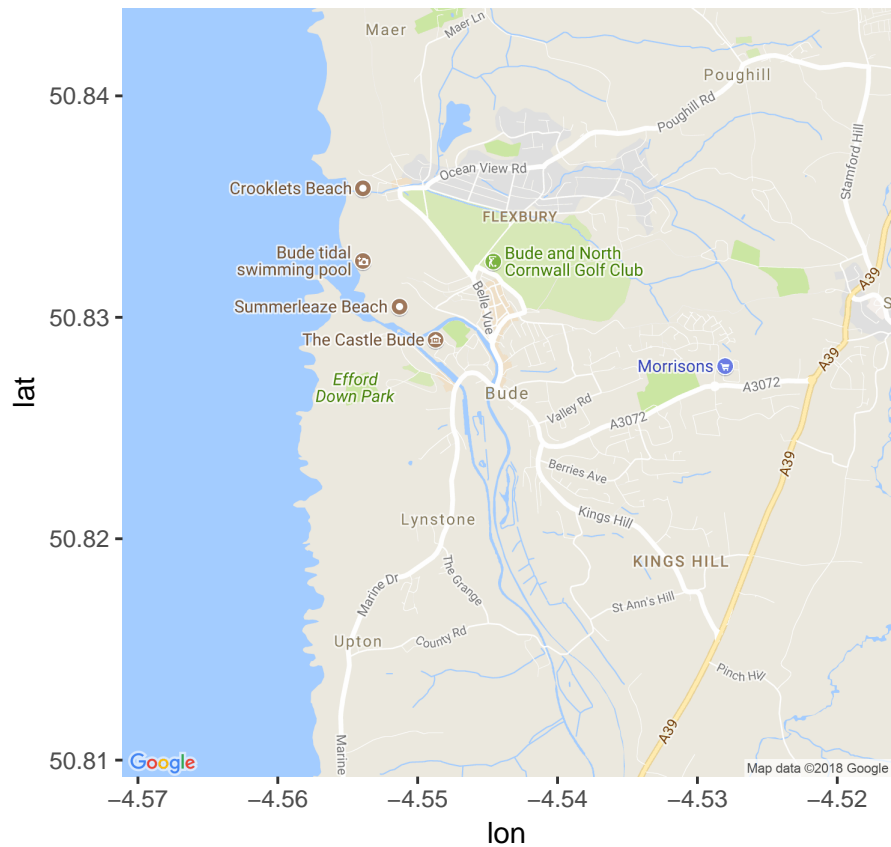 Maer
Maer Ln
Poughill
50.84
Poughill Rd
Stamford Hill
Ocean View Rd
Crooklets Beach
FLEXBURY
Bude tidal
swimming pool
Bude and North
Cornwall Golf Club
A39
Belle Vue
Summerleaze Beach
50.83
S
The Castle Bude
A39
Morrisons
Efford
Down Park
A3072
lat
Bude
Valley Rd
A3072
A39
Berries Ave
Lynstone
Kings Hill
50.82
KINGS HILL
The Grange
Marine Dr
St Ann's Hill
Upton
County Rd
Pinch Hill
A39
Marine
50.81
Google
Map data ©2018 Google
−4.57
−4.56
−4.55
−4.54
−4.53
−4.52
lon